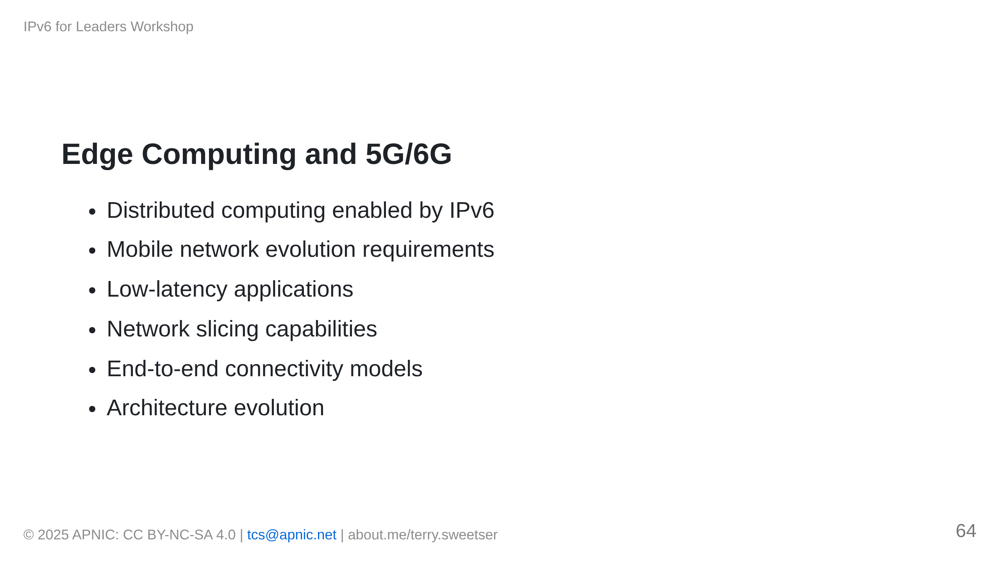 IPv6 for Leaders Workshop
Edge Computing and 5G/6G
• Distributed computing enabled by IPv6
• Mobile network evolution requirements
• Low-latency applications
• Network slicing capabilities
• End-to-end connectivity models
• Architecture evolution
© 2025 APNIC: CC BY-NC-SA 4.0 | tcs@apnic.net | about.me/terry.sweetser
64